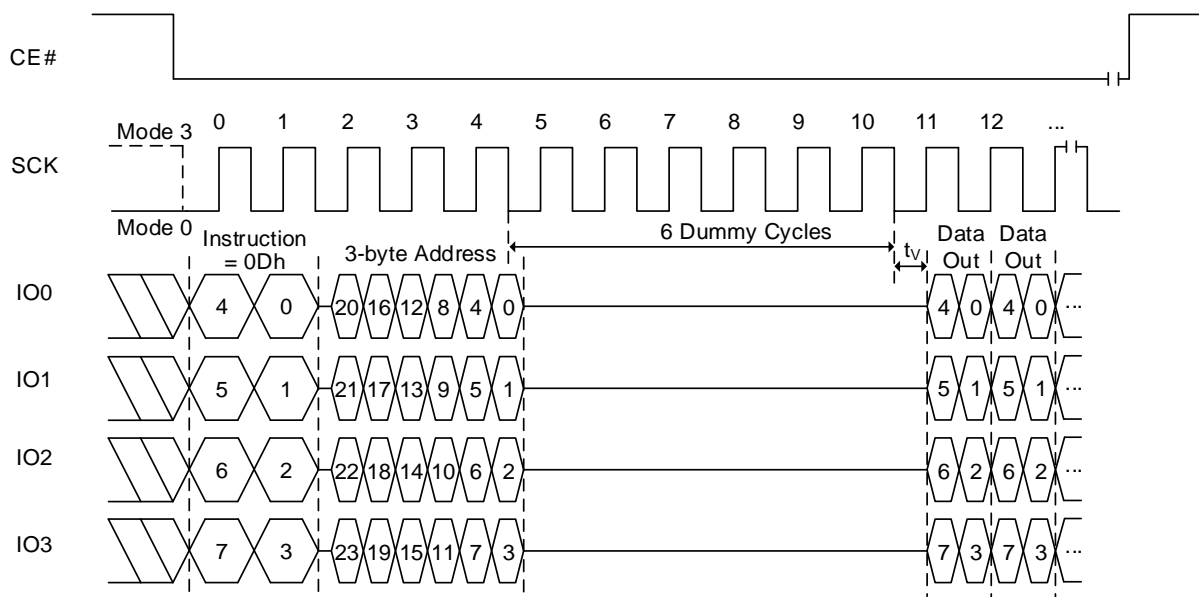 CE#
0 1 2 3 4 5 6 7 8 9 10 11 12 ...
Mode 3
SCK
Mode 0
Instruction
= 0Dh
3-byte Address
6 Dummy Cycles
tV
Data
Out
Data
Out
IO0 4 0 20 16 12 8 4 0 4 0 4 0 ...
IO1 5 1 21 17 13 9 5 1 5 1 5 1 ...
IO2 6 2 22 18 14 10 6 2 6 2 6 2 ...
IO3 7 3 23 19 15 11 7 3 7 3 7 3 ...